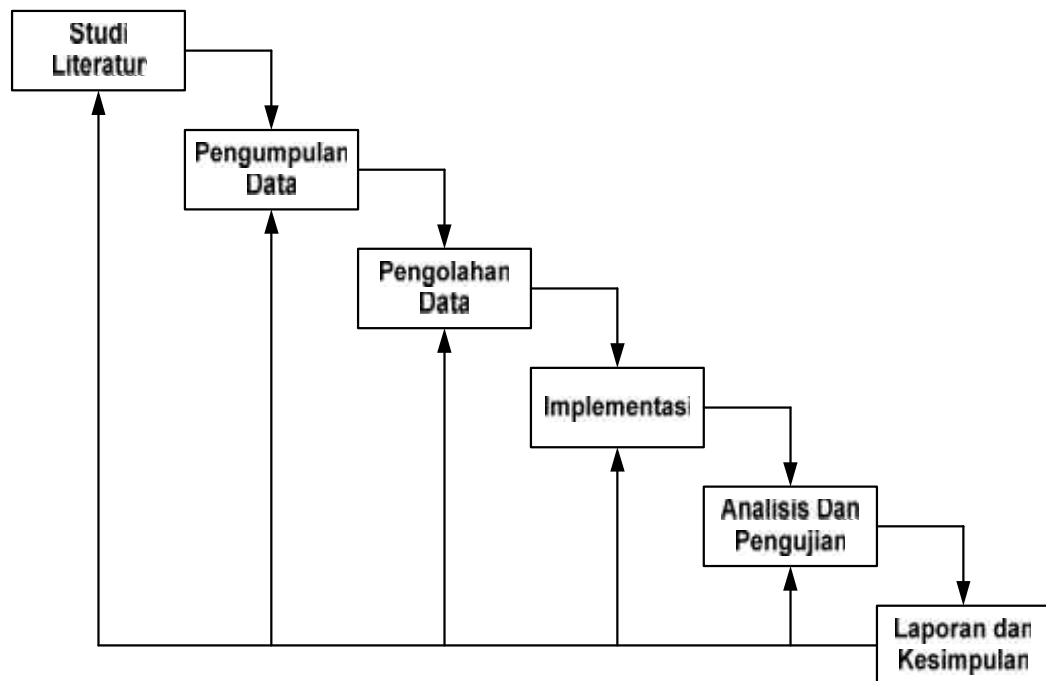 Studi
Literatur
Pengumpulan
Data
Pengolahan
Data
Implementasi
Analisis Dan
Pengujian
Laporan dan
Kesimpulan